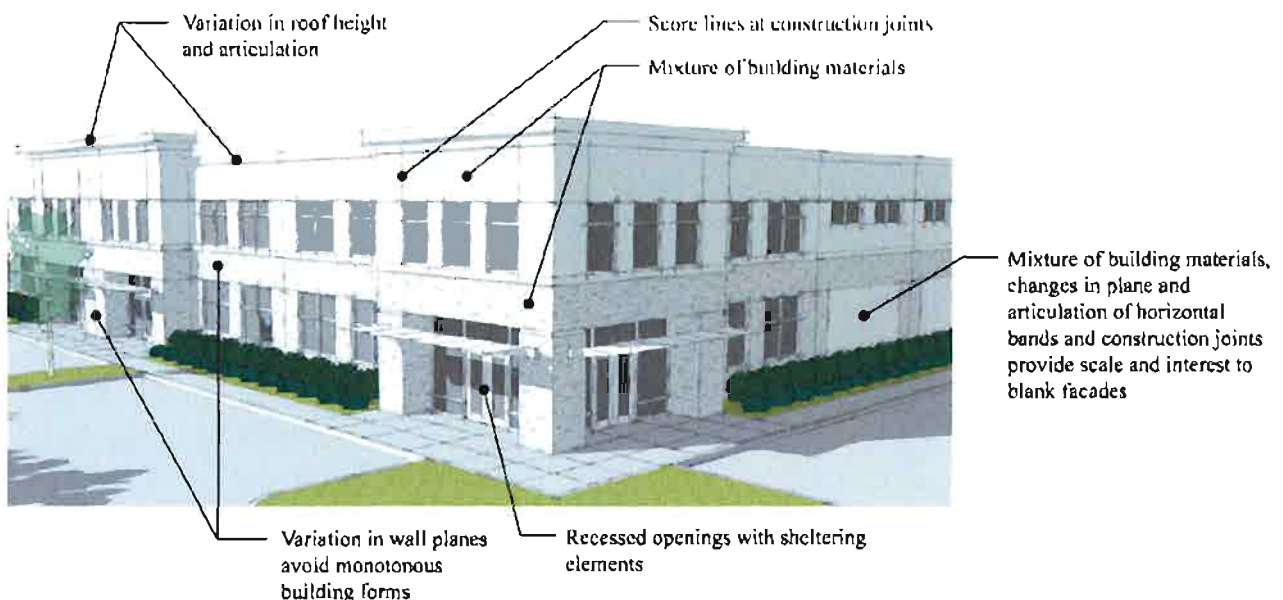 Variation in roof height
and articulation
Score lines at construction joints
Mixture of building materials
Mixture of building materials,
changes in plane and
articulation of horizontal
bands and construction joints
provide scale and interest to
blank facades
Variation in wall planes
avoid monotonous
building forms
Recessed openings with sheltering
elements